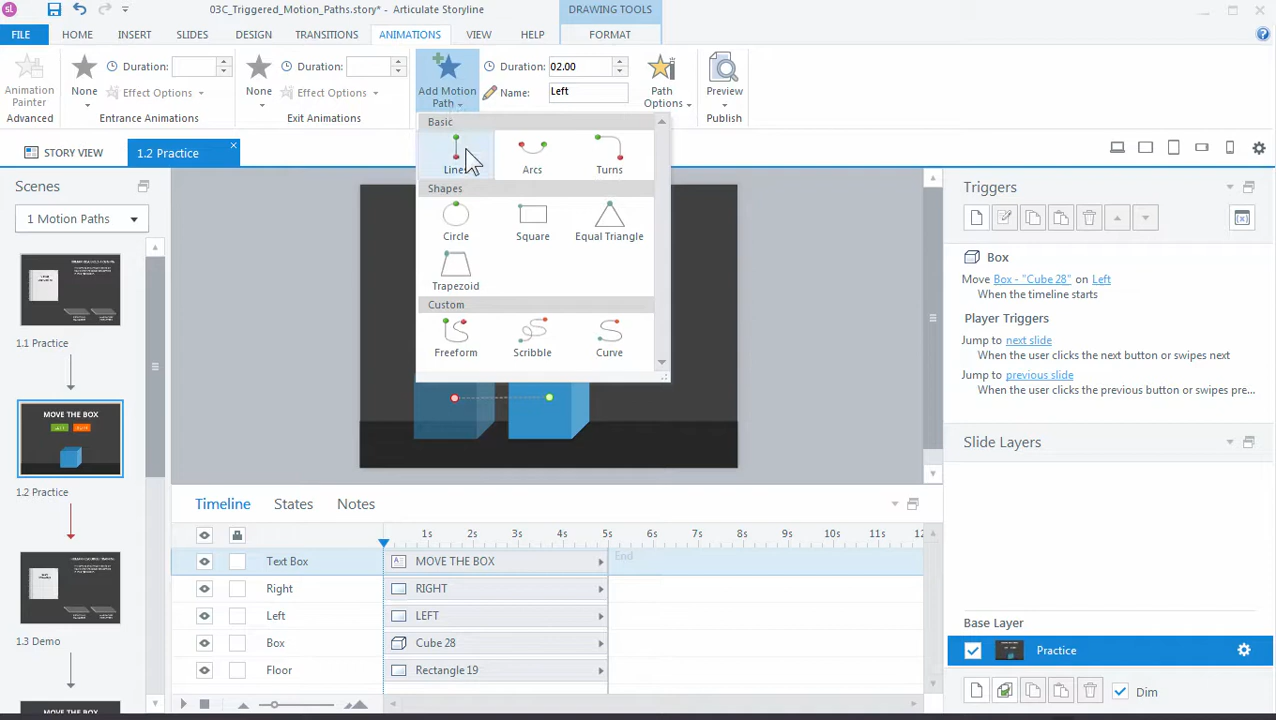 sl
03C_Triggered_Motion_Paths.story* - Articulate Storyline
DRAWING TOOLS
FILE HOME INSERT SLIDES DESIGN TRANSITIONS ANIMATIONS VIEW HELP FORMAT
Animation Painter
None
Duration:
Effect Options
None
Duration:
Effect Options
Add Motion Path
Duration: 02.00
Name: Left
Path Options
Preview
Advanced Entrance Animations Exit Animations Publish
Basic
Lines Arcs Turns
Shapes
Circle Square Equal Triangle
Trapezoid
Custom
Freeform Scribble Curve
STORY VIEW
1.2 Practice
Scenes
1 Motion Paths
1.1 Practice
MOVE THE BOX
1.2 Practice
1.3 Demo
MOVE THE BOX
Triggers
Box
Move Box - "Cube 28" on Left
When the timeline starts
Player Triggers
Jump to next slide
When the user clicks the next button or swipes next
Jump to previous slide
When the user clicks the previous button or swipes pre...
Slide Layers
Base Layer
Practice
Dim
Timeline States Notes
1s 2s 3s 4s 5s 6s 7s 8s 9s 10s 11s 12
Text Box MOVE THE BOX End
Right RIGHT
Left LEFT
Box Cube 28
Floor Rectangle 19